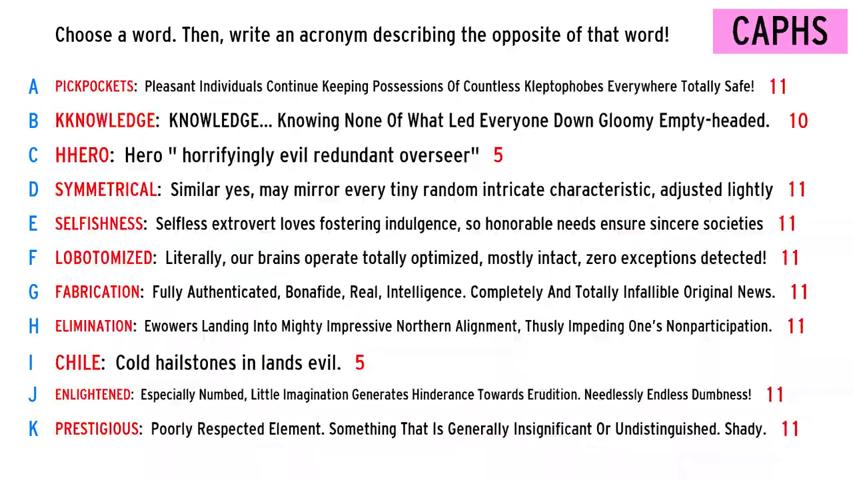 Choose a word. Then, write an acronym describing the opposite of that word!
CAPHS
A PICKPOCKETS: Pleasant Individuals Continue Keeping Possessions Of Countless Kleptophobes Everywhere Totally Safe! 11
B KKNOWLEDGE: KNOWLEDGE... Knowing None Of What Led Everyone Down Gloomy Empty-headed. 10
C HHERO: Hero " horrifyingly evil redundant overseer" 5
D SYMMETRICAL: Similar yes, may mirror every tiny random intricate characteristic, adjusted lightly 11
E SELFISHNESS: Selfless extrovert loves fostering indulgence, so honorable needs ensure sincere societies 11
F LOBOTOMIZED: Literally, our brains operate totally optimized, mostly intact, zero exceptions detected! 11
G FABRICATION: Fully Authenticated, Bonafide, Real, Intelligence. Completely And Totally Infallible Original News. 11
H ELIMINATION: Ewowers Landing Into Mighty Impressive Northern Alignment, Thusly Impeding One's Nonparticipation. 11
I CHILE: Cold hailstones in lands evil. 5
J ENLIGHTENED: Especially Numbed, Little Imagination Generates Hinderance Towards Erudition. Needlessly Endless Dumbness! 11
K PRESTIGIOUS: Poorly Respected Element. Something That Is Generally Insignificant Or Undistinguished. Shady. 11